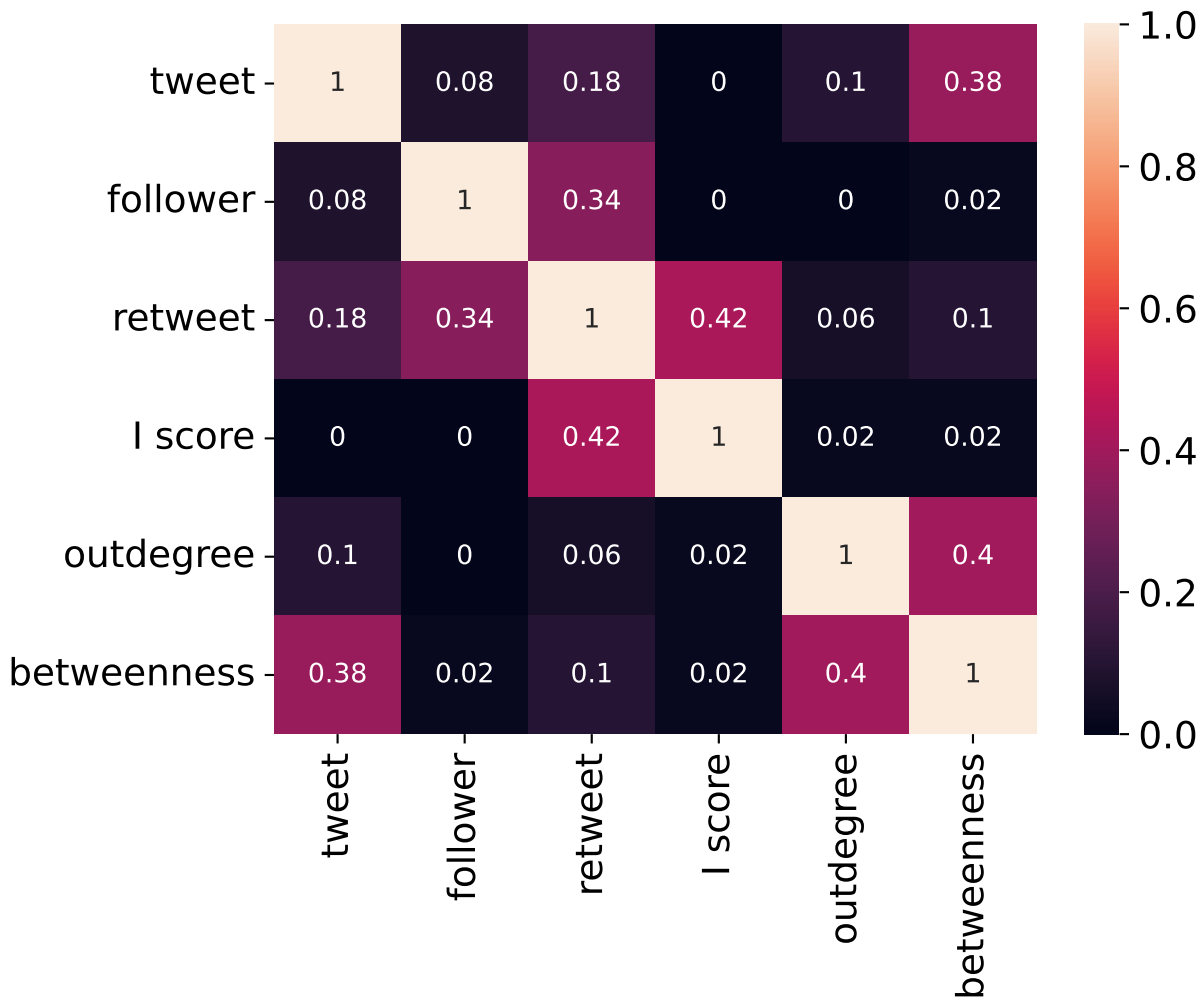 tweet 1 0.08 0.18 0 0.1 0.38
follower 0.08 1 0.34 0 0 0.02
retweet 0.18 0.34 1 0.42 0.06 0.1
I score 0 0 0.42 1 0.02 0.02
outdegree 0.1 0 0.06 0.02 1 0.4
betweenness 0.38 0.02 0.1 0.02 0.4 1
tweet
follower
retweet
I score
outdegree
betweenness
1.0
0.8
0.6
0.4
0.2
0.0